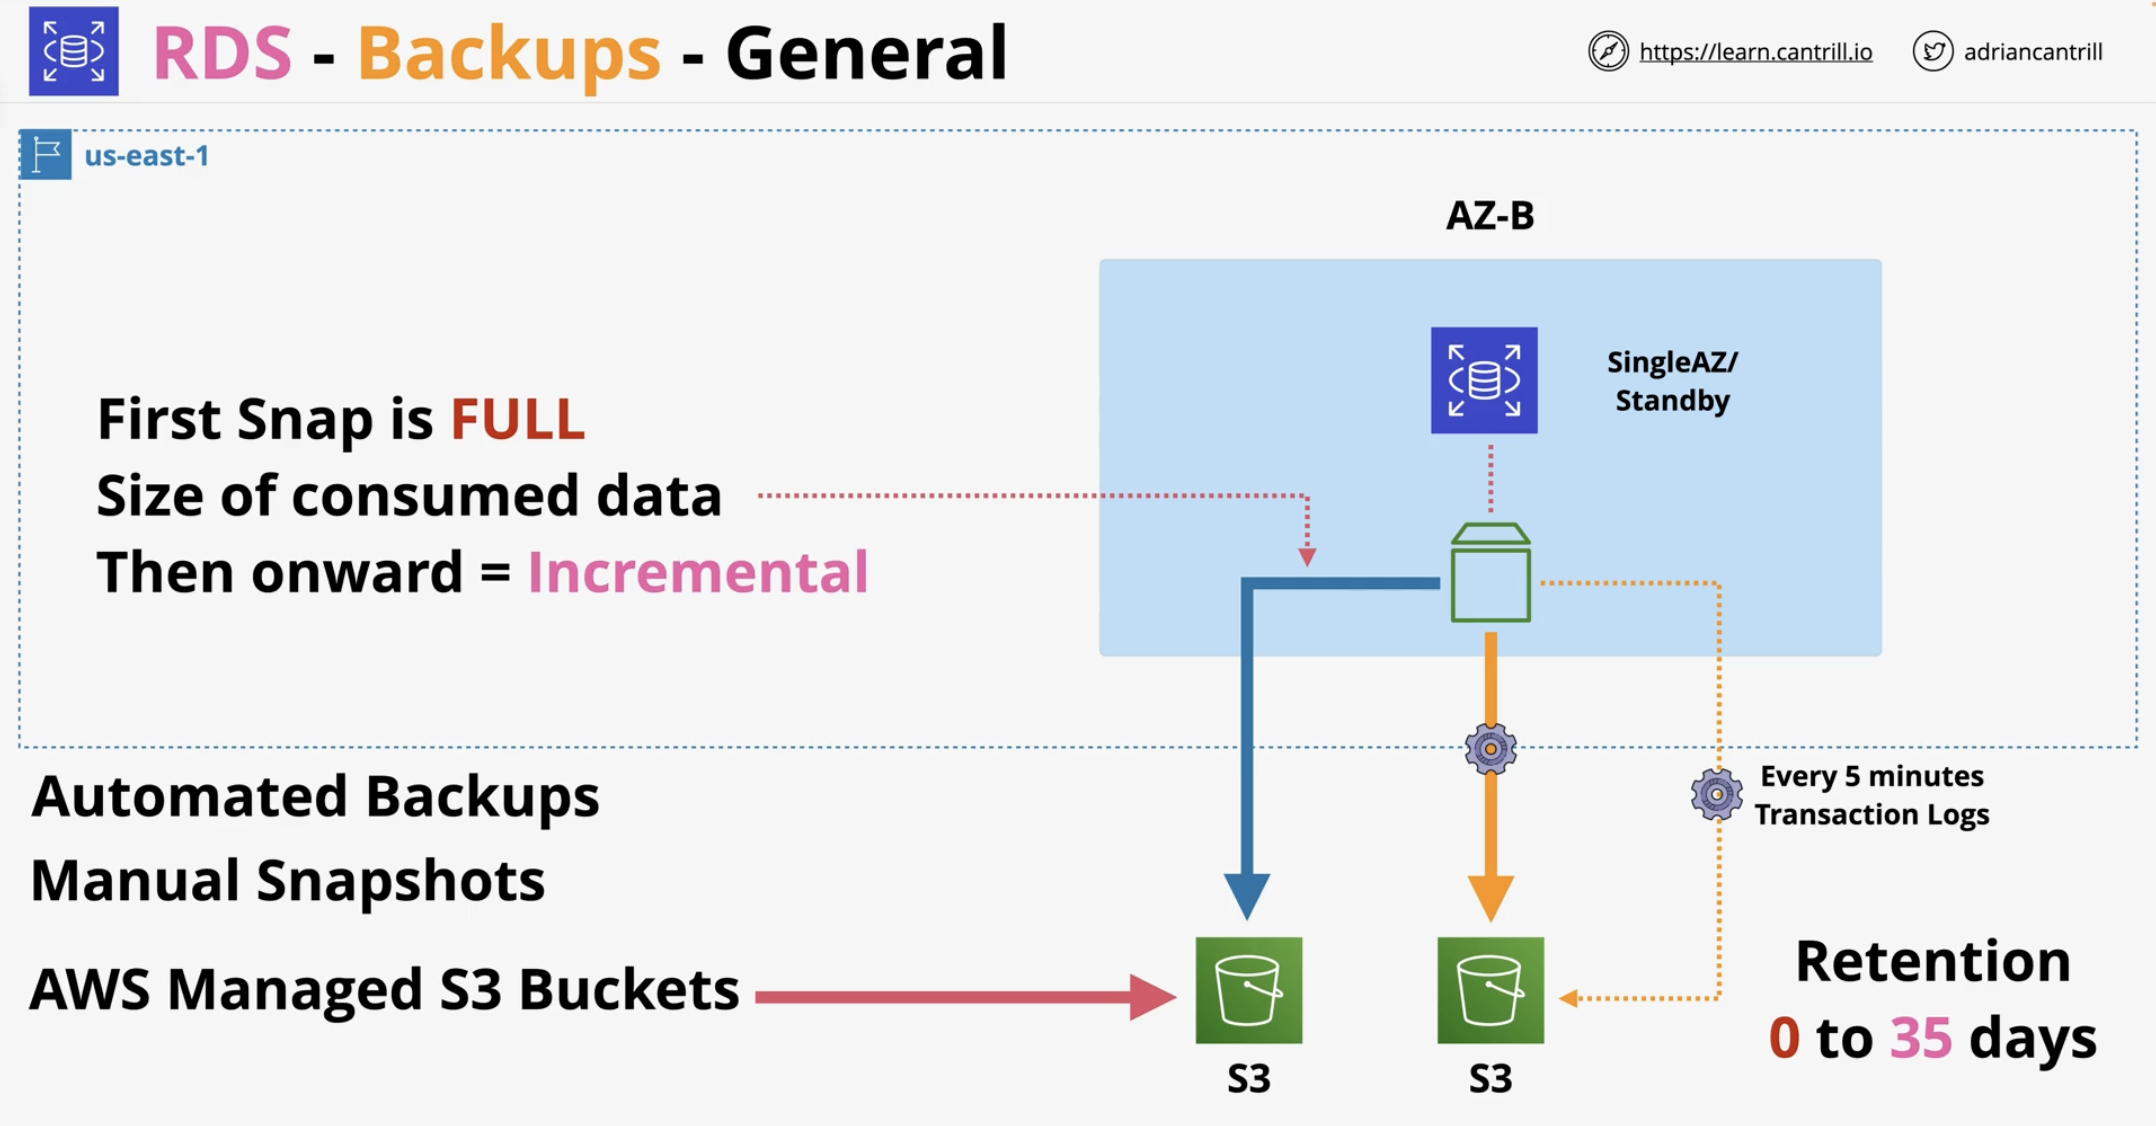 RDS - Backups - General
https://learn.cantrill.io
adriancantrill
us-east-1
AZ-B
SingleAZ/
Standby
First Snap is FULL
Size of consumed data
Then onward = Incremental
Automated Backups
Manual Snapshots
AWS Managed S3 Buckets
Every 5 minutes
Transaction Logs
S3
S3
Retention
0 to 35 days